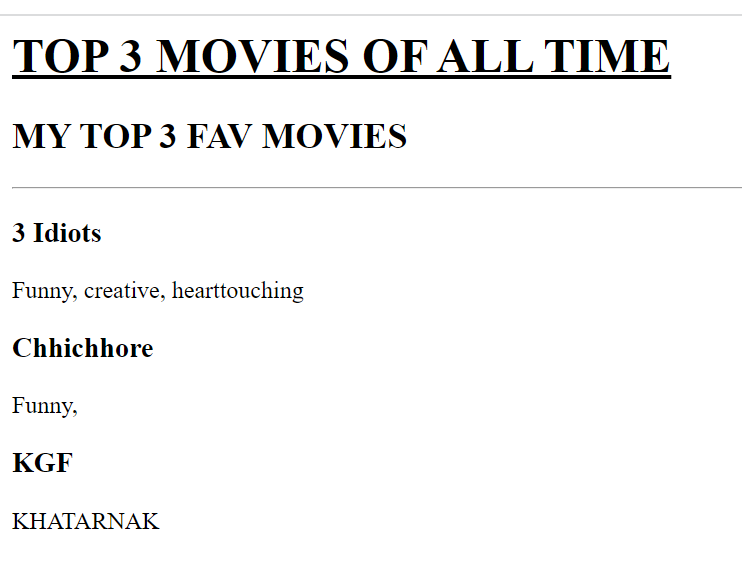 TOP 3 MOVIES OF ALL TIME
MY TOP 3 FAV MOVIES
3 Idiots
Funny, creative, hearttouching
Chhichhore
Funny,
KGF
KHATARNAK